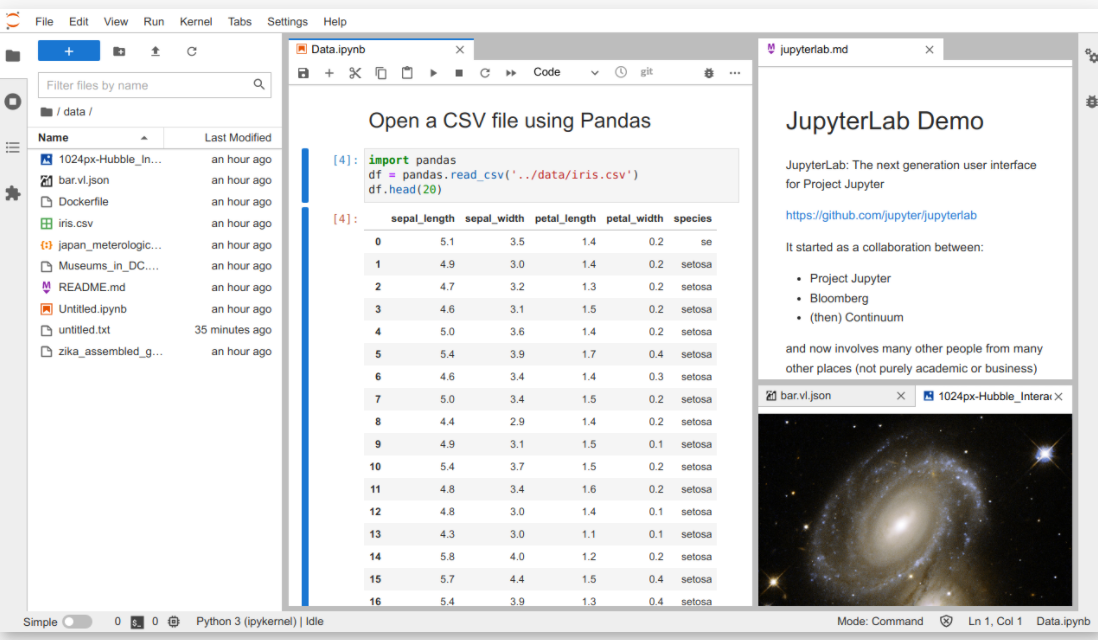 File Edit View Run Kernel Tabs Settings Help
+
Filter files by name
/ data /
Name Last Modified
1024px-Hubble_In... an hour ago
bar.vl.json an hour ago
Dockerfile an hour ago
iris.csv an hour ago
japan_meterologic... an hour ago
Museums_in_DC.... an hour ago
README.md an hour ago
Untitled.ipynb an hour ago
untitled.txt 35 minutes ago
zika_assembled_g... an hour ago
Data.ipynb
Code git
Open a CSV file using Pandas
[4]: import pandas
df = pandas.read_csv('../data/iris.csv')
df.head(20)
[4]: sepal_length sepal_width petal_length petal_width species
0 5.1 3.5 1.4 0.2 se
1 4.9 3.0 1.4 0.2 setosa
2 4.7 3.2 1.3 0.2 setosa
3 4.6 3.1 1.5 0.2 setosa
4 5.0 3.6 1.4 0.2 setosa
5 5.4 3.9 1.7 0.4 setosa
6 4.6 3.4 1.4 0.3 setosa
7 5.0 3.4 1.5 0.2 setosa
8 4.4 2.9 1.4 0.2 setosa
9 4.9 3.1 1.5 0.1 setosa
10 5.4 3.7 1.5 0.2 setosa
11 4.8 3.4 1.6 0.2 setosa
12 4.8 3.0 1.4 0.1 setosa
13 4.3 3.0 1.1 0.1 setosa
14 5.8 4.0 1.2 0.2 setosa
15 5.7 4.4 1.5 0.4 setosa
16 5.4 3.9 1.3 0.4 setosa
jupyterlab.md
JupyterLab Demo
JupyterLab: The next generation user interface
for Project Jupyter
https://github.com/jupyter/jupyterlab
It started as a collaboration between:
• Project Jupyter
• Bloomberg
• (then) Continuum
and now involves many other people from many
other places (not purely academic or business)
bar.vl.json 1024px-Hubble_Intera
Simple 0 0 Python 3 (ipykernel) | Idle Mode: Command Ln 1, Col 1 Data.ipynb